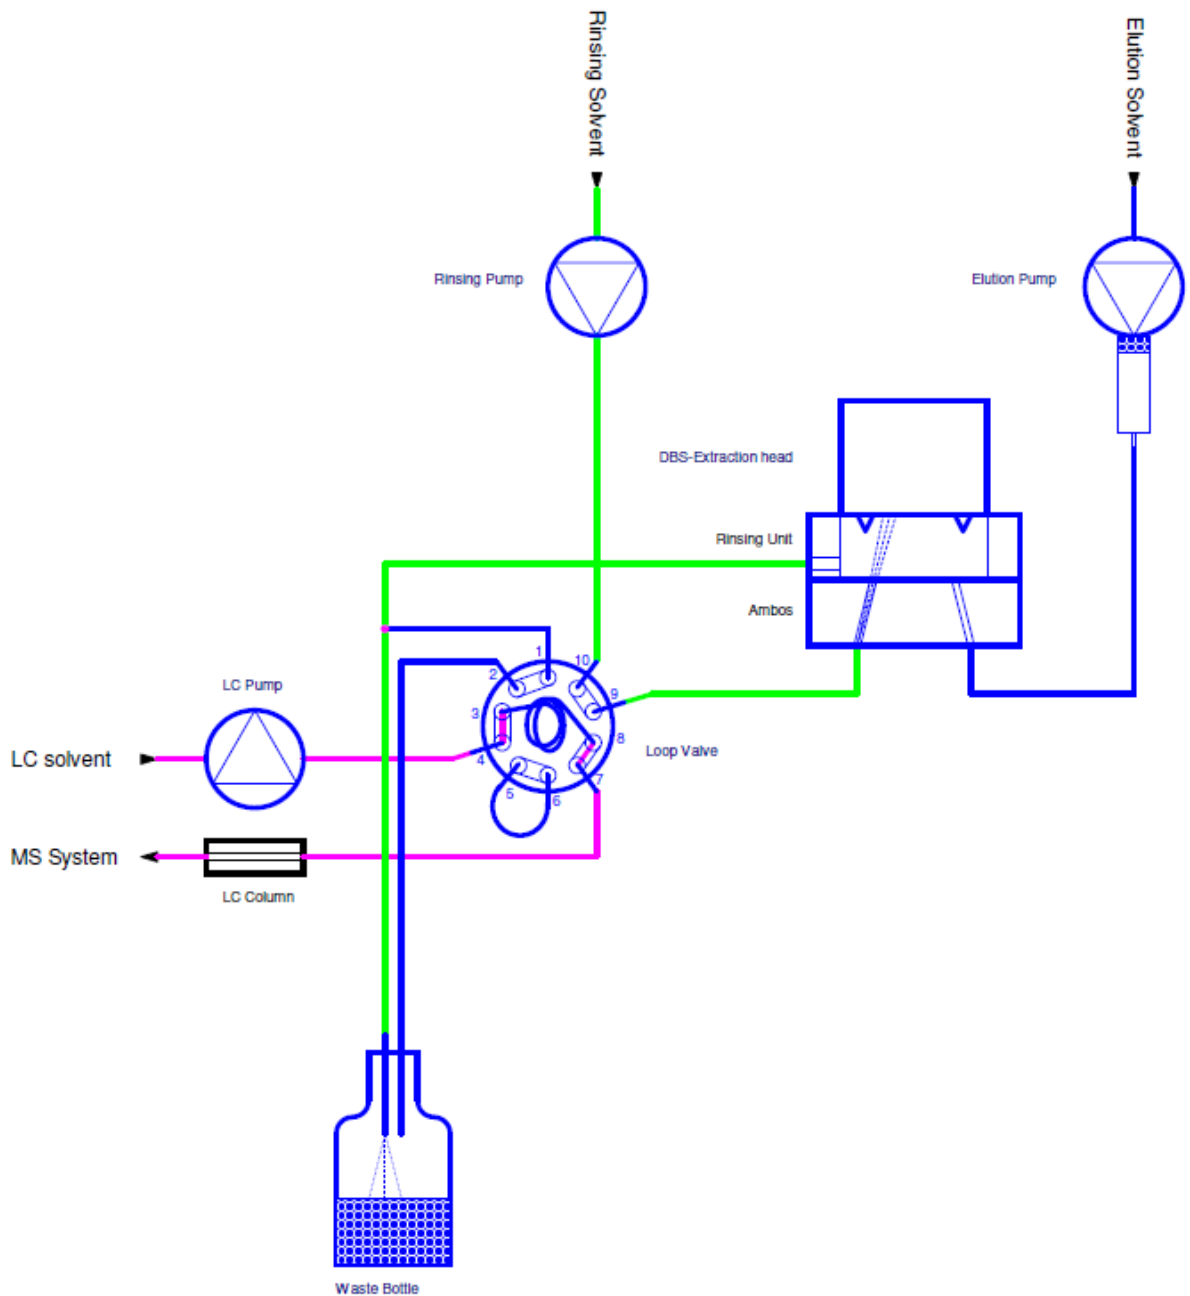 Rinsing Solvent
Elution Solvent
Rinsing Pump
Elution Pump
DBS-Extraction head
Rinsing Unit
Ambos
1
10
2
9
LC Pump
3
8
Loop Valve
LC solvent
4
7
5
6
MS System
LC Column
Waste Bottle